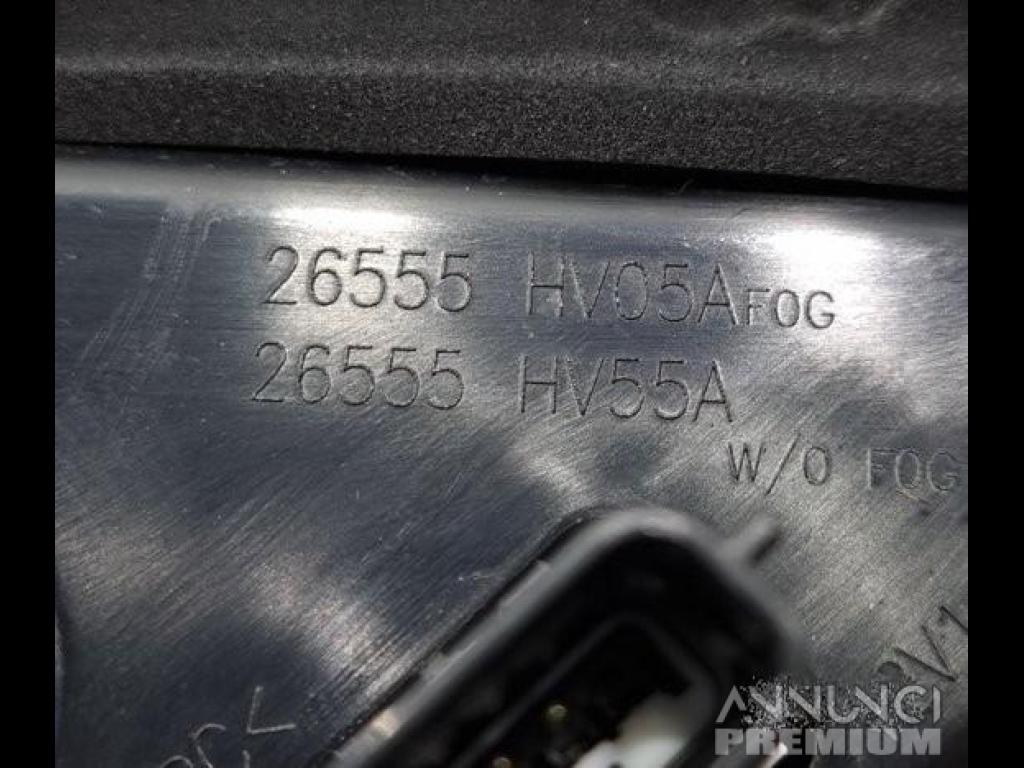 26555 HV05A FOG
26555 HV55A
W/O FOG
ANNUNCI
PREMIUM